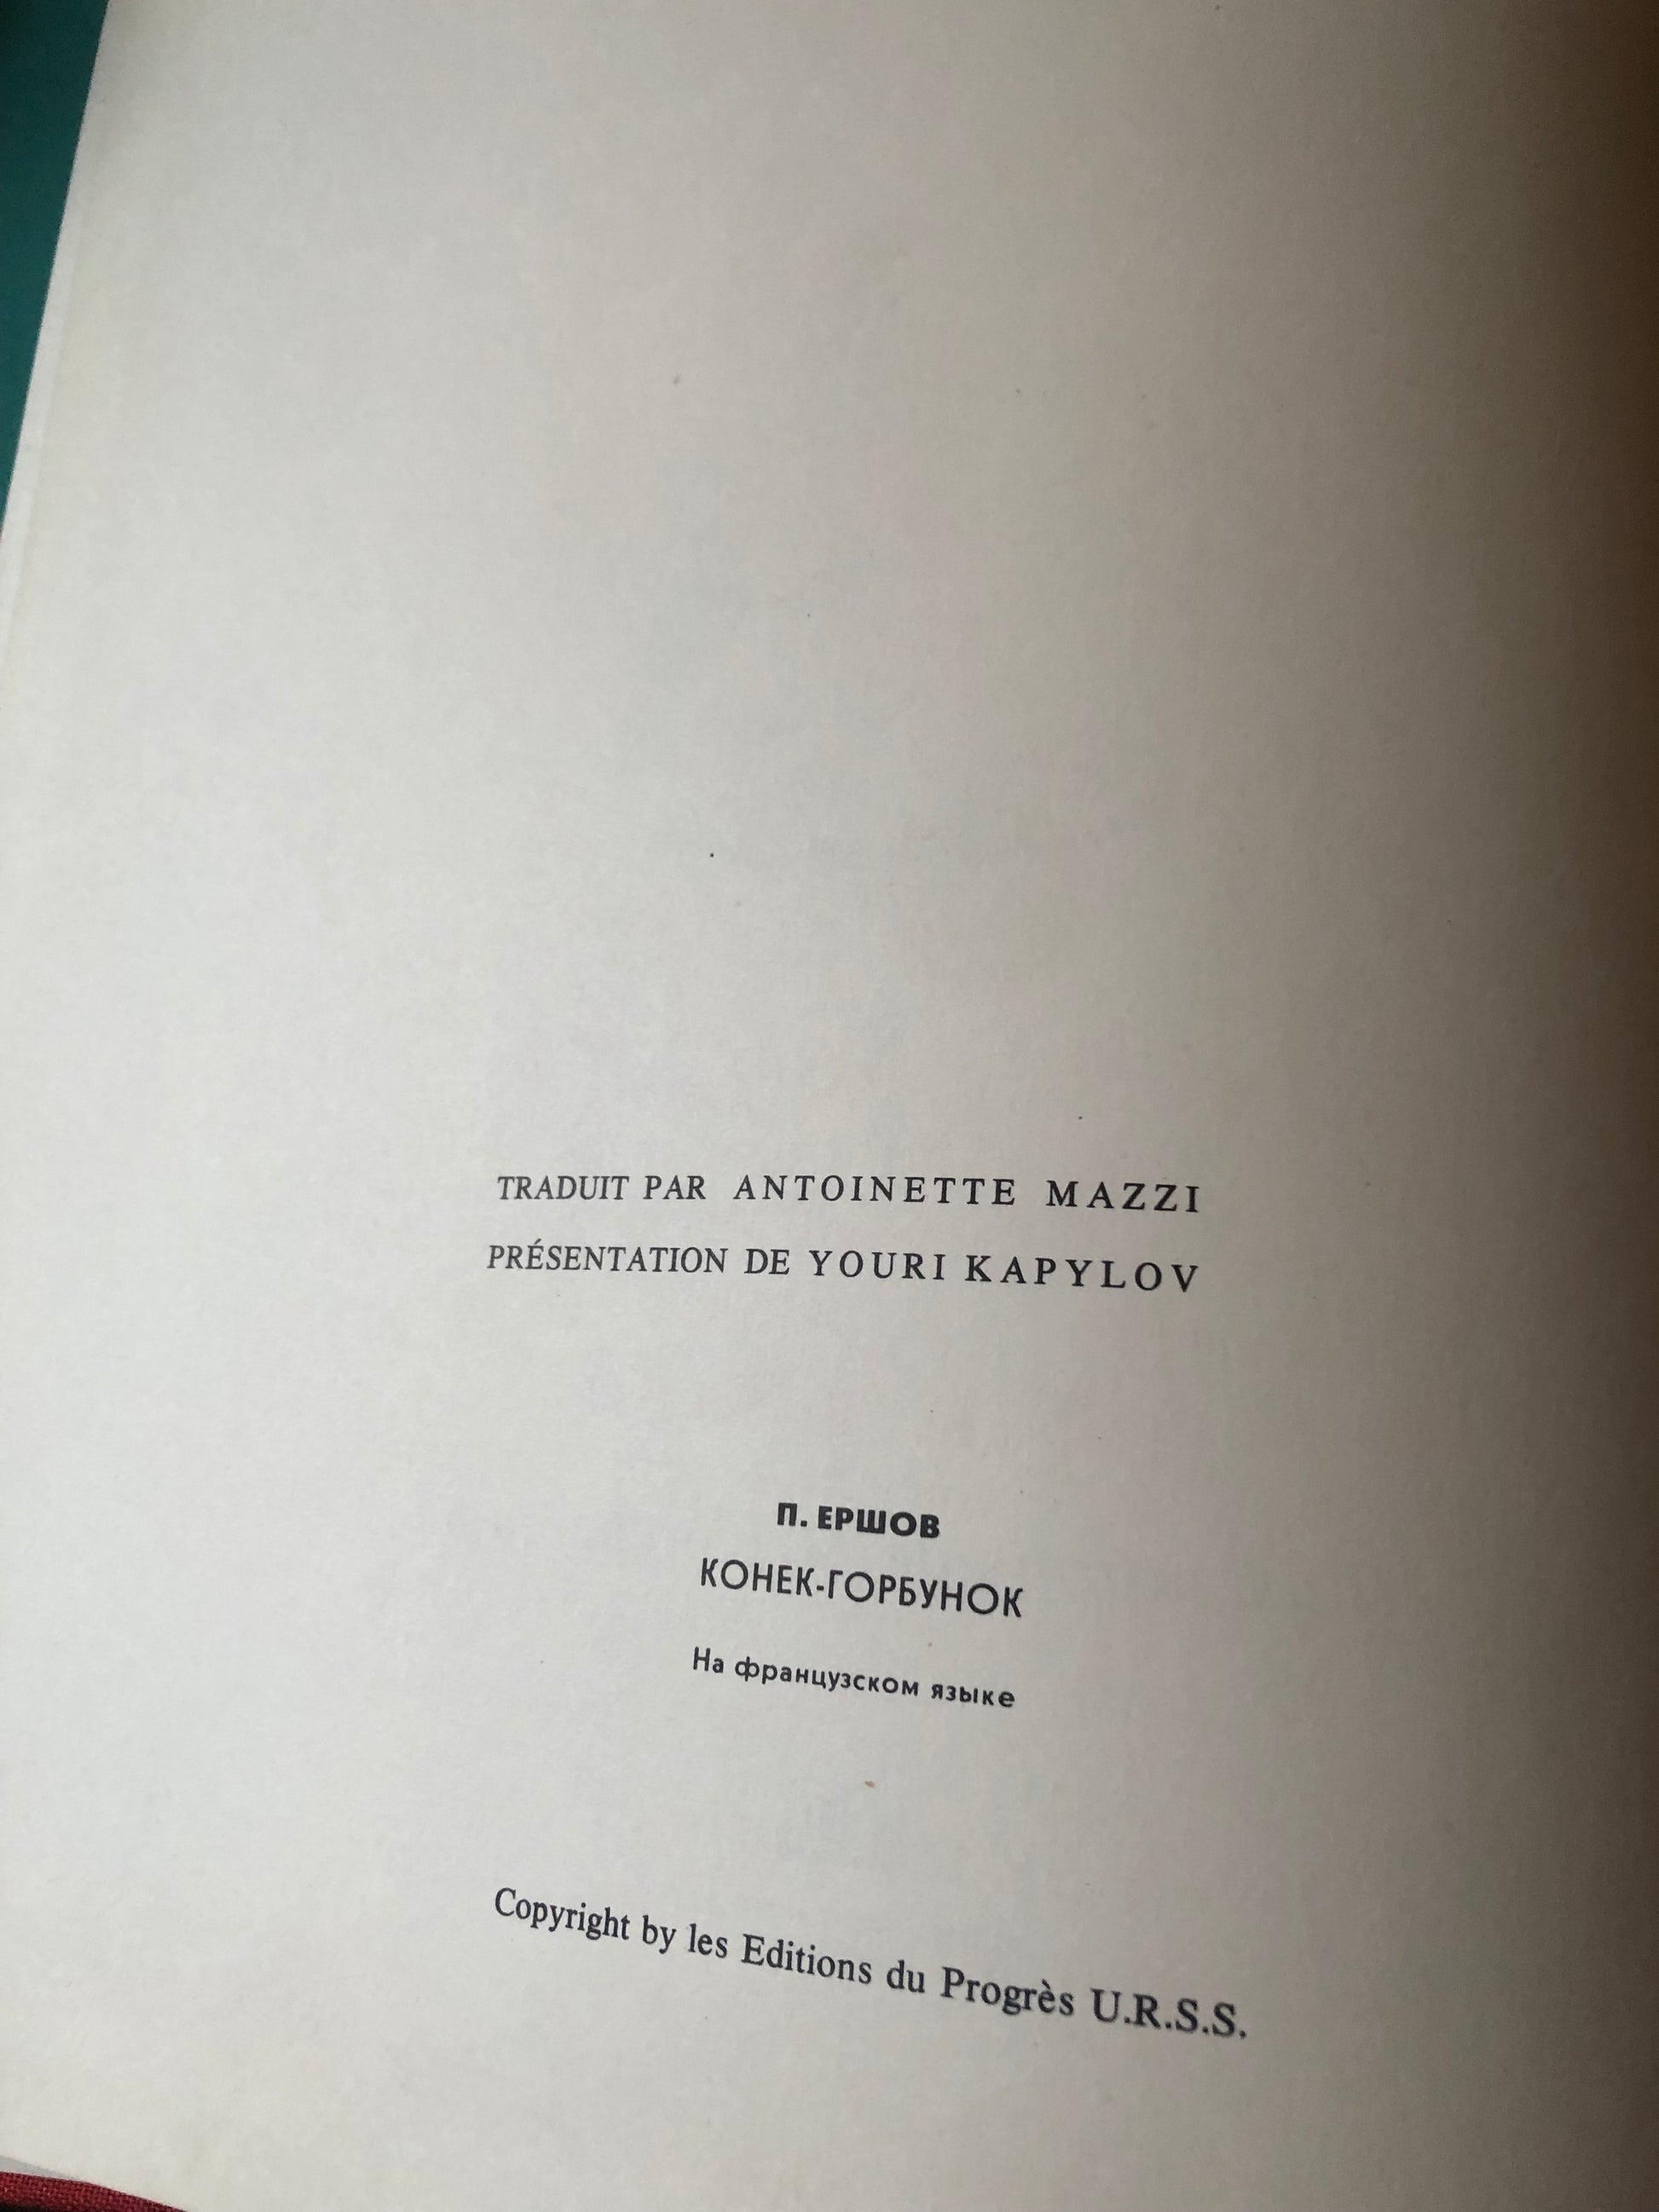 TRADUIT PAR ANTOINETTE MAZZI
PRÉSENTATION DE YOURI KAPYLOV
П. ЕРШОВ
КОНЕК-ГОРБУНОК
На французском языке
Copyright by les Editions du Progrès U.R.S.S.